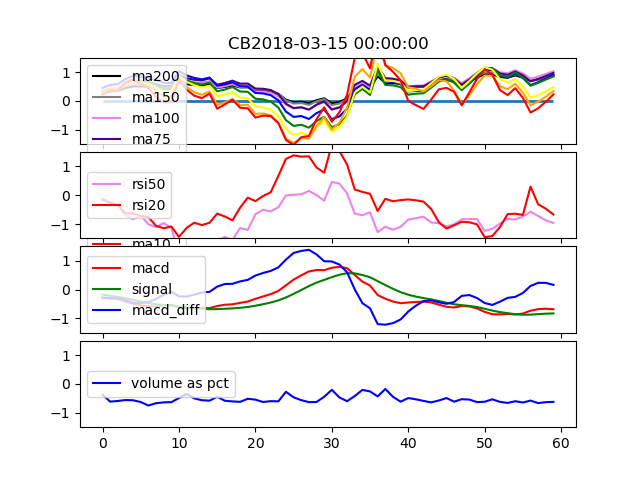 CB2018-03-15 00:00:00
1
0
−1
ma200
ma150
ma100
ma75
1
0
−1
rsi50
rsi20
ma10
1
0
−1
macd
signal
macd_diff
1
0
−1
volume as pct
0 10 20 30 40 50 60